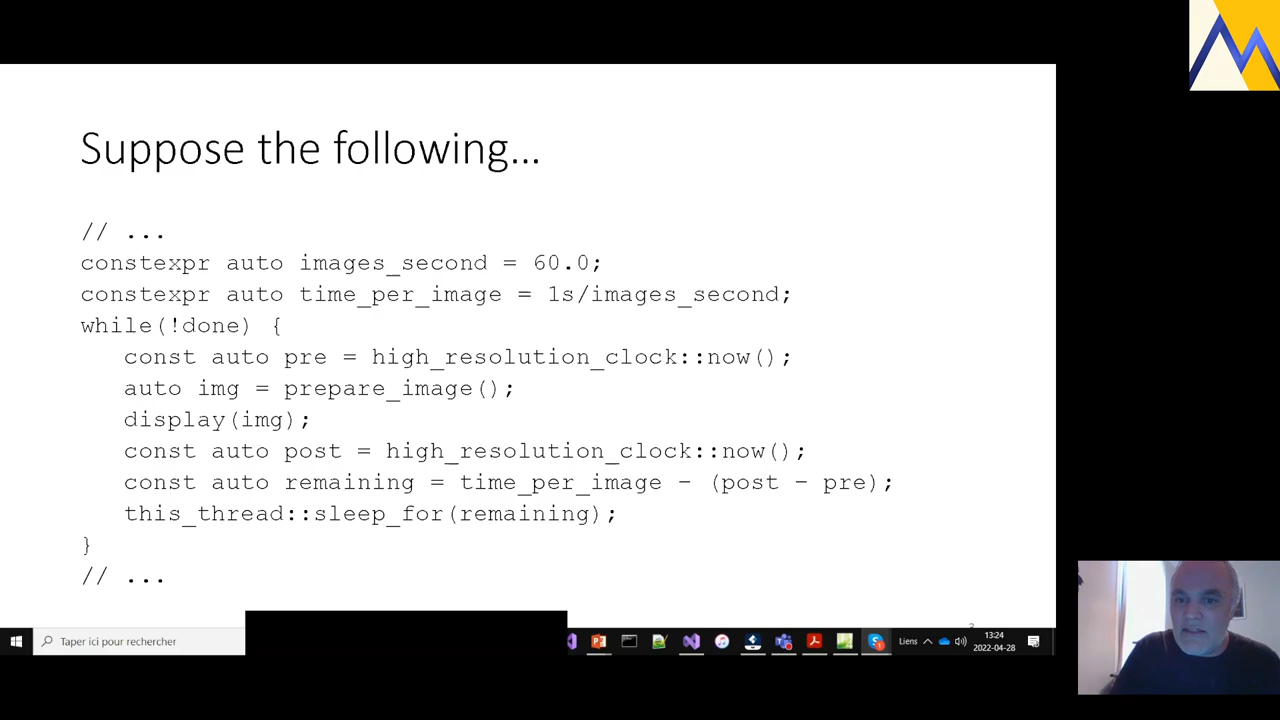 Suppose the following…
// ...
constexpr auto images_second = 60.0;
constexpr auto time_per_image = 1s/images_second;
while(!done) {
const auto pre = high_resolution_clock::now();
auto img = prepare_image();
display(img);
const auto post = high_resolution_clock::now();
const auto remaining = time_per_image - (post - pre);
this_thread::sleep_for(remaining);
}
// ...
Taper ici pour rechercher
Liens
13:24
2022-04-28